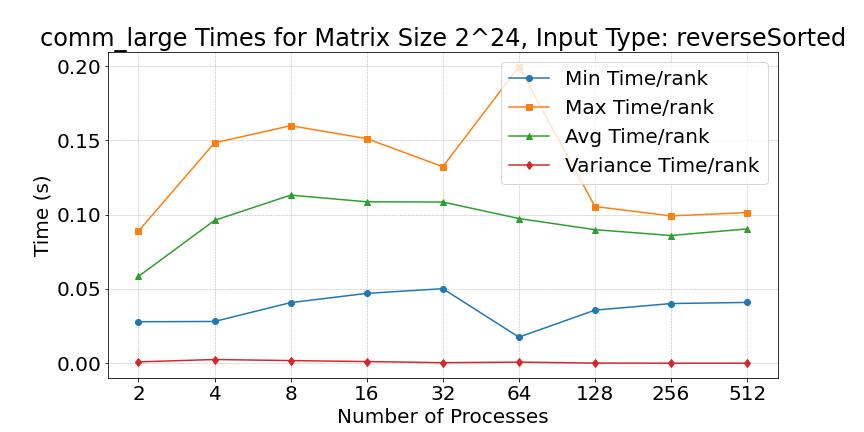 comm_large Times for Matrix Size 2^24, Input Type: reverseSorted
0.20
0.15
0.10
0.05
0.00
Time (s)
Min Time/rank
Max Time/rank
Avg Time/rank
Variance Time/rank
2 4 8 16 32 64 128 256 512
Number of Processes